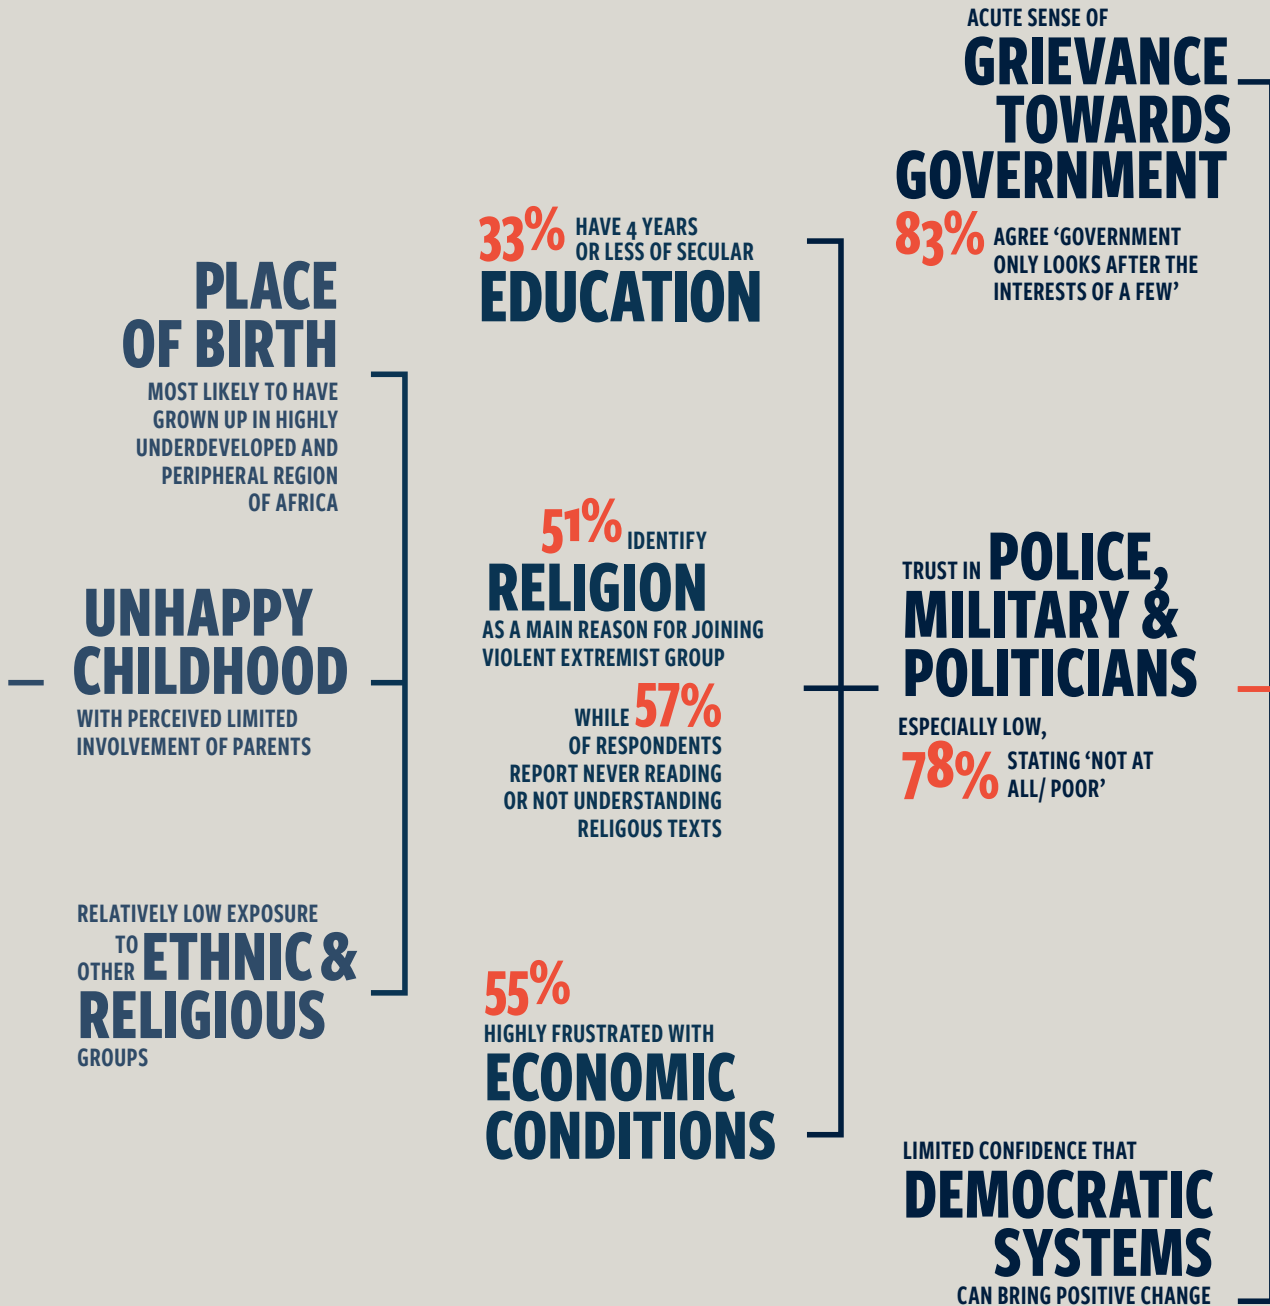 PLACE
OF BIRTH
MOST LIKELY TO HAVE
GROWN UP IN HIGHLY
UNDERDEVELOPED AND
PERIPHERAL REGION
OF AFRICA
UNHAPPY
CHILDHOOD
WITH PERCEIVED LIMITED
INVOLVEMENT OF PARENTS
RELATIVELY LOW EXPOSURE
TO
OTHER ETHNIC &
RELIGIOUS
GROUPS
33% HAVE 4 YEARS
OR LESS OF SECULAR
EDUCATION
51% IDENTIFY
RELIGION
AS A MAIN REASON FOR JOINING
VIOLENT EXTREMIST GROUP
WHILE 57%
OF RESPONDENTS
REPORT NEVER READING
OR NOT UNDERSTANDING
RELIGOUS TEXTS
55%
HIGHLY FRUSTRATED WITH
ECONOMIC
CONDITIONS
ACUTE SENSE OF
GRIEVANCE
TOWARDS
GOVERNMENT
83% AGREE ‘GOVERNMENT
ONLY LOOKS AFTER THE
INTERESTS OF A FEW’
TRUST IN POLICE,
MILITARY &
POLITICIANS
ESPECIALLY LOW,
78% STATING ‘NOT AT
ALL/ POOR’
LIMITED CONFIDENCE THAT
DEMOCRATIC
SYSTEMS
CAN BRING POSITIVE CHANGE